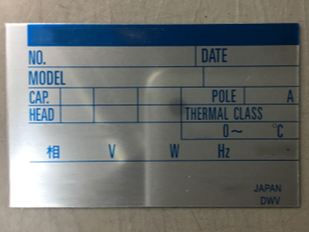 NO. DATE
MODEL
CAP. POLE A
HEAD THERMAL CLASS
0~ °C
相 V W Hz
JAPAN
DWV